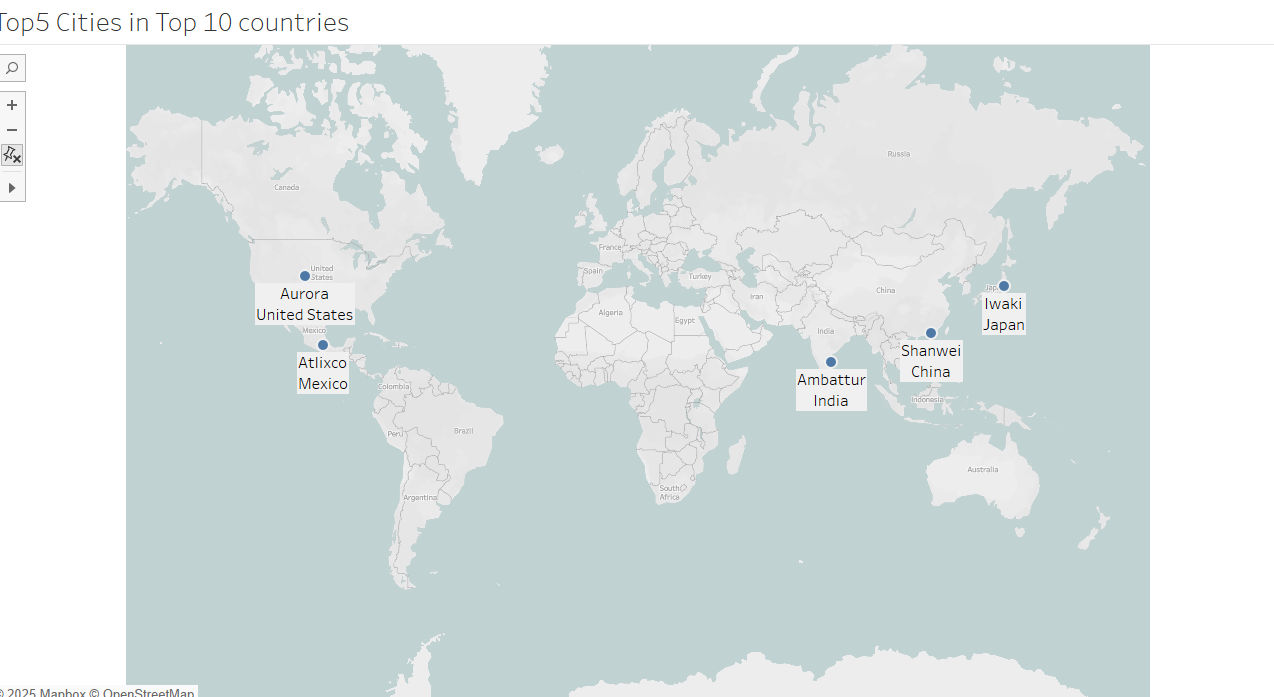 Top5 Cities in Top 10 countries
Canada
Russia
France
Spain
Turkey
United
States
Aurora
United States
Mexico
Atlixco
Mexico
Algeria
Egypt
Iran
China
India
Jap
Iwaki
Japan
Shanwei
China
Ambattur
India
Indonesia
Colombia
Peru
Brazil
Argentina
South
Africa
Australia
© 2025 Mapbox © OpenStreetMap